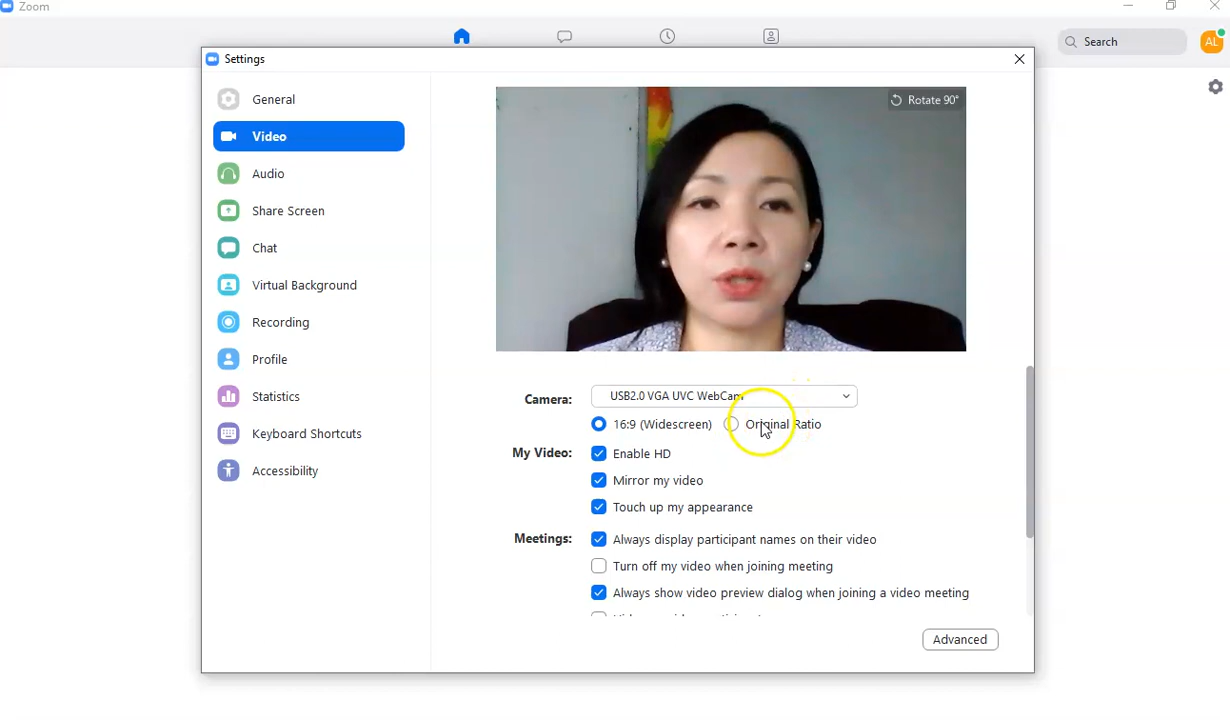 Zoom
Search
AL
Settings
General
Video
Audio
Share Screen
Chat
Virtual Background
Recording
Profile
Statistics
Keyboard Shortcuts
Accessibility
Rotate 90°
Camera: USB2.0 VGA UVC WebCam
16:9 (Widescreen) Original Ratio
My Video: Enable HD
Mirror my video
Touch up my appearance
Meetings: Always display participant names on their video
Turn off my video when joining meeting
Always show video preview dialog when joining a video meeting
Advanced